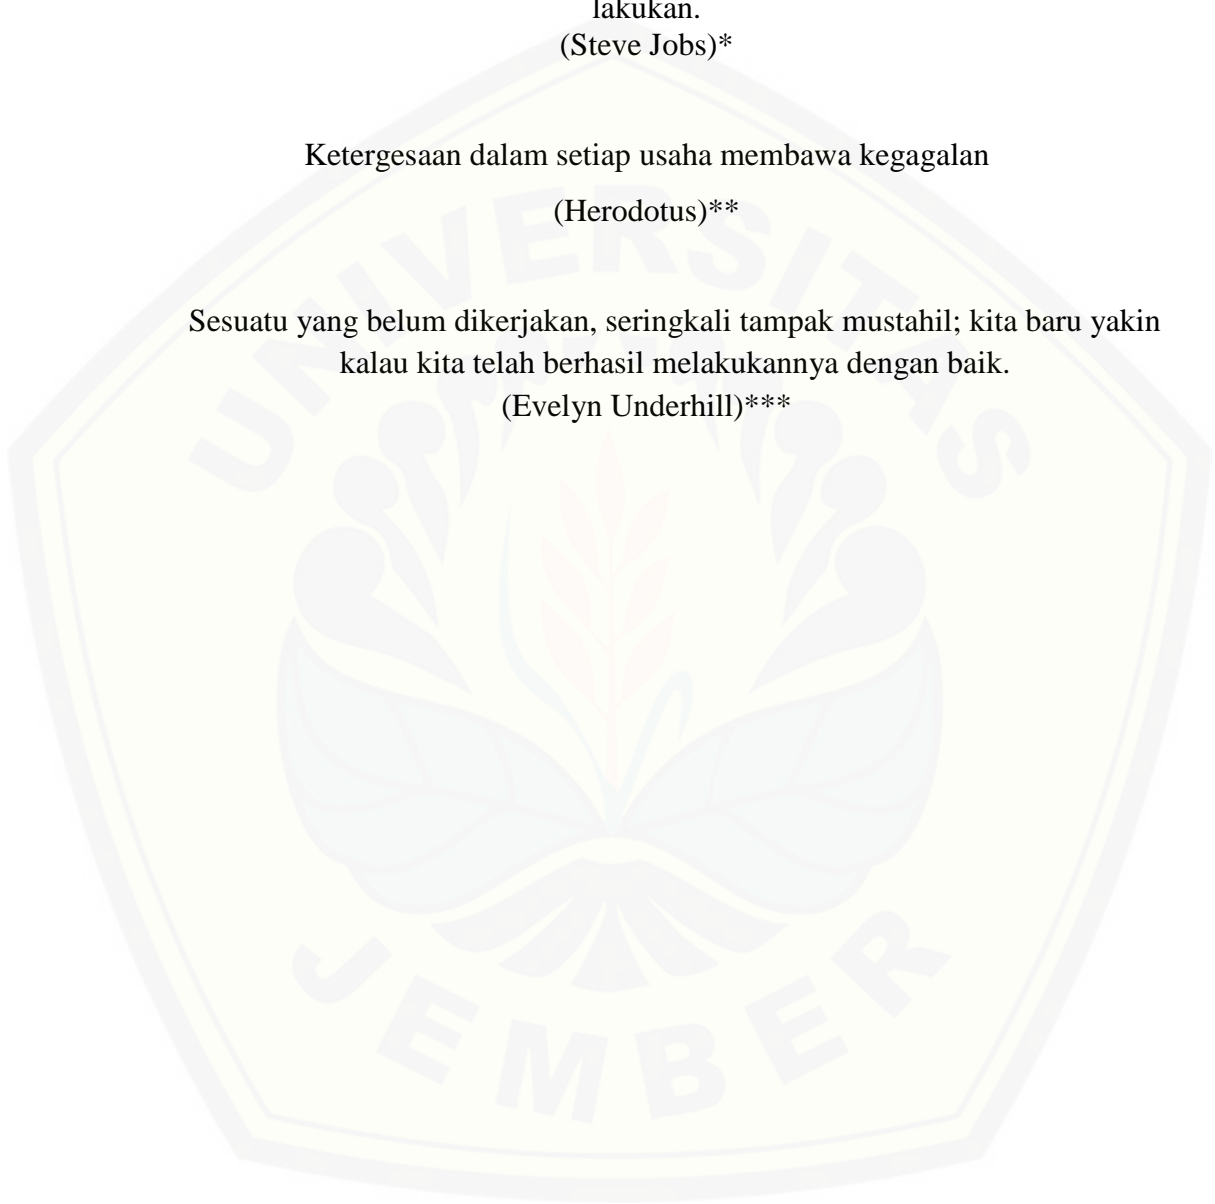 lakukan.
(Steve Jobs)*
Ketergesaan dalam setiap usaha membawa kegagalan
(Herodotus)**
Sesuatu yang belum dikerjakan, seringkali tampak mustahil; kita baru yakin
kalau kita telah berhasil melakukannya dengan baik.
(Evelyn Underhill)***
UNIVERSITAS
JEMBER